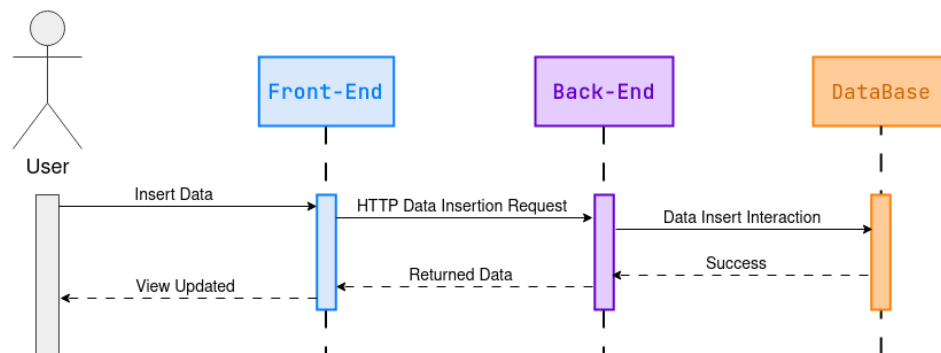 Front-End
Back-End
DataBase
User
Insert Data
HTTP Data Insertion Request
Data Insert Interaction
Success
Returned Data
View Updated